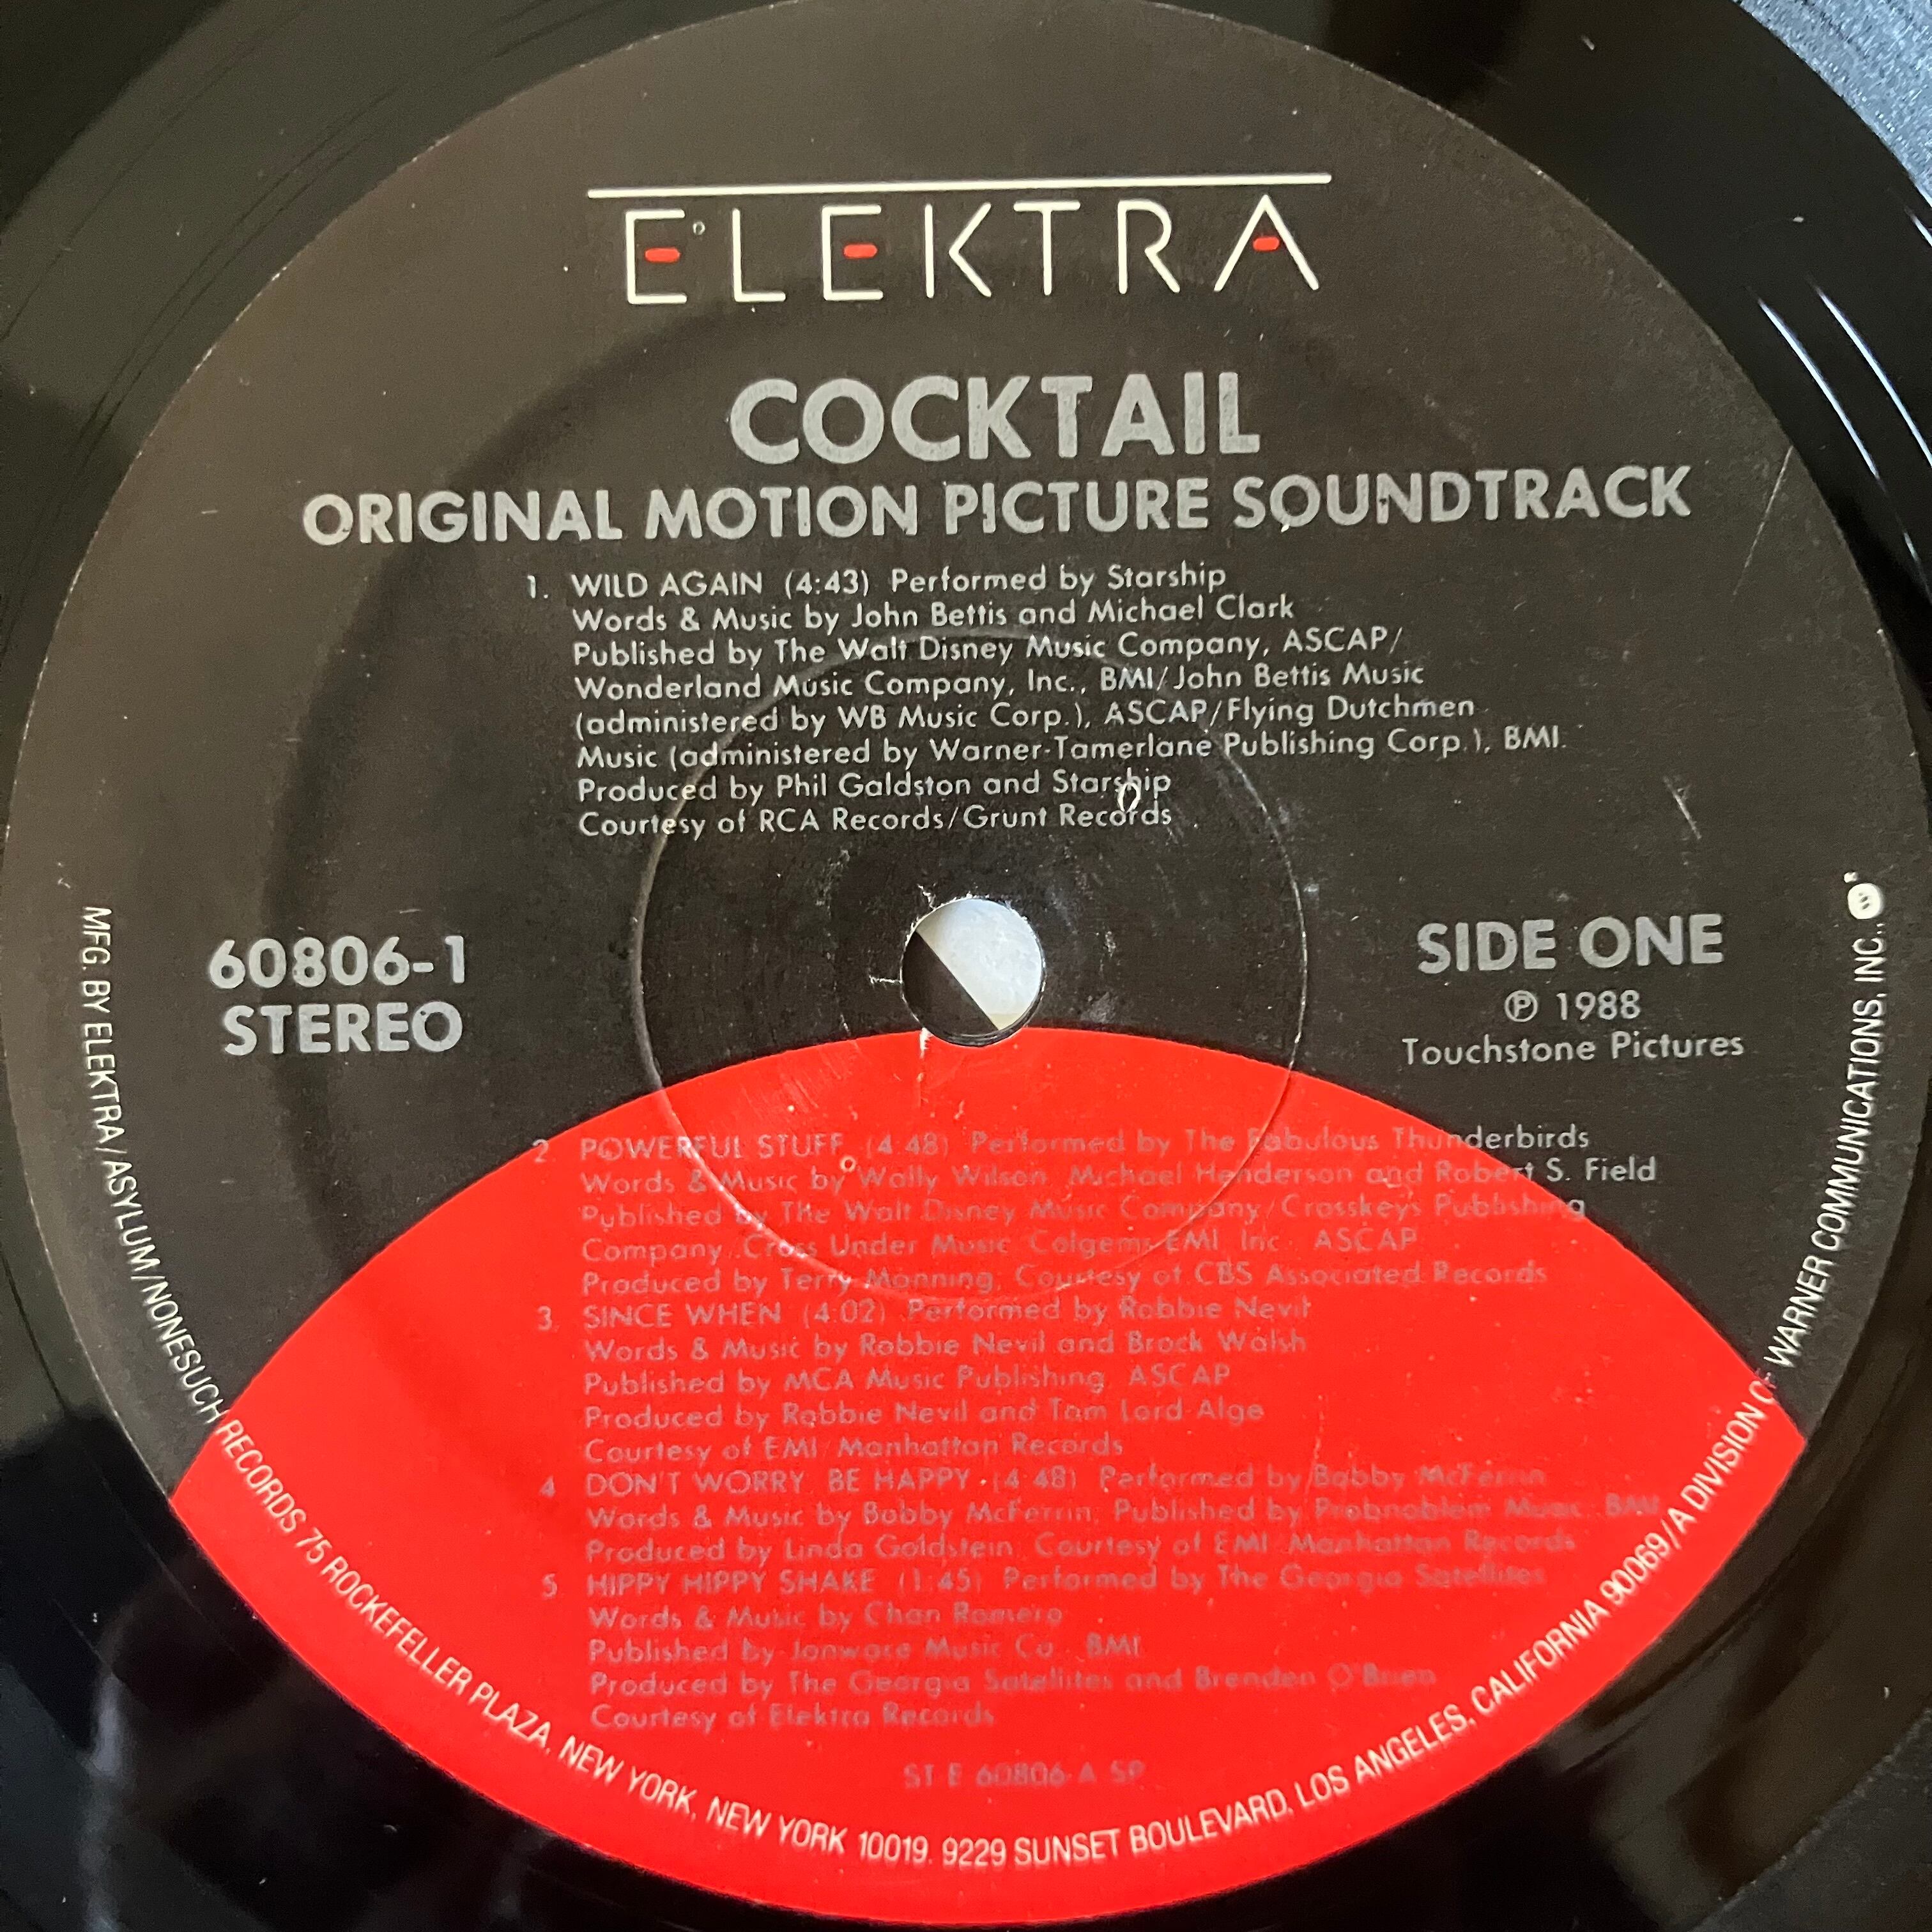 ELEKTRA
COCKTAIL
ORIGINAL MOTION PICTURE SOUNDTRACK
1. WILD AGAIN (4:43) Performed by Starship
Words & Music by John Bettis and Michael Clark
Published by The Walt Disney Music Company, ASCAP/
Wonderland Music Company, Inc., BMI/John Bettis Music
(administered by WB Music Corp.), ASCAP/Flying Dutchmen
Music (administered by Warner-Tamerlane Publishing Corp.), BMI.
Produced by Phil Galdston and Starship
Courtesy of RCA Records/Grunt Records
60806-1
STEREO
SIDE ONE
℗ 1988
Touchstone Pictures
2. POWERFUL STUFF (4:48) Performed by The Fabulous Thunderbirds
Words & Music by Wally Wilson, Michael Henderson and Robert S. Field
Published by The Walt Disney Music Company/Crosskeys Publishing
Company, Cross Under Music Colgems-EMI Inc. ASCAP
Produced by Terry Manning, Courtesy of CBS Associated Records
3. SINCE WHEN (4:02) Performed by Robbie Nevil
Words & Music by Robbie Nevil and Brock Walsh
Published by MCA Music Publishing ASCAP
Produced by Robbie Nevil and Tom Lord-Alge
Courtesy of EMI/Manhattan Records
4 DON'T WORRY, BE HAPPY (4:48) Performed by Bobby McFerrin
Words & Music by Bobby McFerrin, Published by Probnoblem Music, BMI
Produced by Linda Goldstein, Courtesy of EMI/Manhattan Records
5 HIPPY HIPPY SHAKE (1:45) Performed by The Georgia Satellites
Words & Music by Chan Romero
Published by Jonware Music Co., BMI
Produced by The Georgia Satellites and Brenden O'Brien
Courtesy of Elektra Records
ST E 60806-A SP
MFG. BY ELEKTRA/ASYLUM/NONESUCH RECORDS 75 ROCKEFELLER PLAZA, NEW YORK, NEW YORK 10019. 9229 SUNSET BOULEVARD, LOS ANGELES, CALIFORNIA 90069/A DIVISION OF WARNER COMMUNICATIONS, INC.,